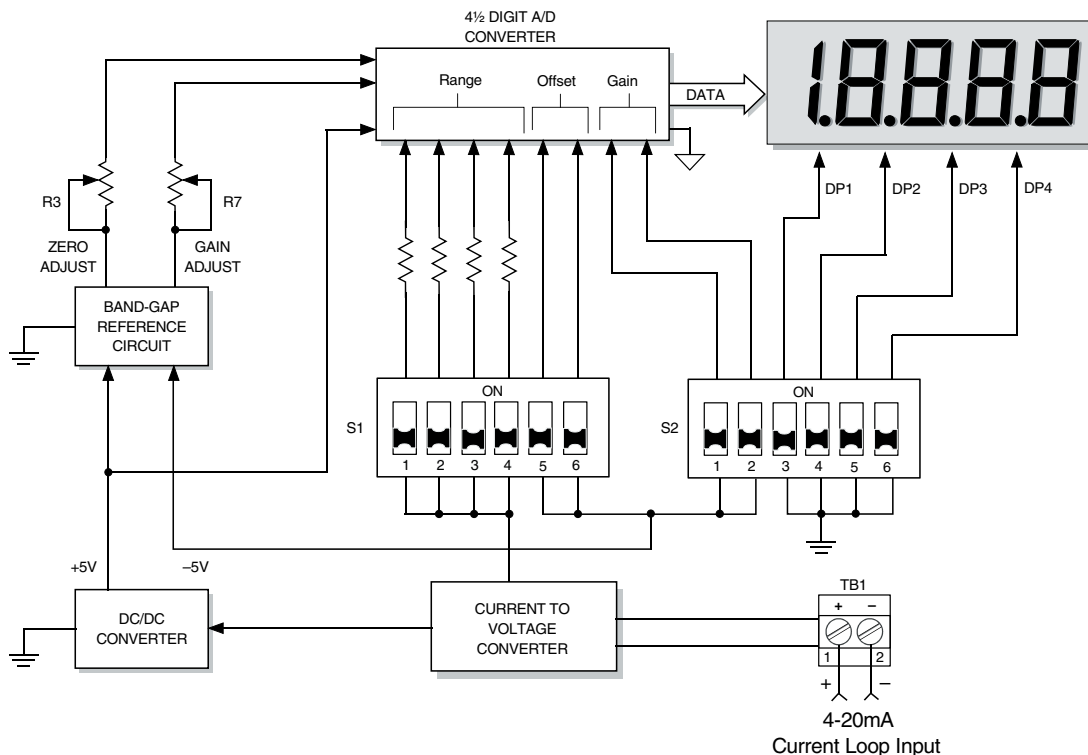 4½ DIGIT A/D
CONVERTER
Range
Offset
Gain
DATA
1.8.8.8.8
DP1
DP2
DP3
DP4
R3
R7
ZERO
ADJUST
GAIN
ADJUST
BAND-GAP
REFERENCE
CIRCUIT
ON
S1
1 2 3 4 5 6
ON
S2
1 2 3 4 5 6
+5V
–5V
DC/DC
CONVERTER
CURRENT TO
VOLTAGE
CONVERTER
TB1
+ –
1 2
+ –
4-20mA
Current Loop Input